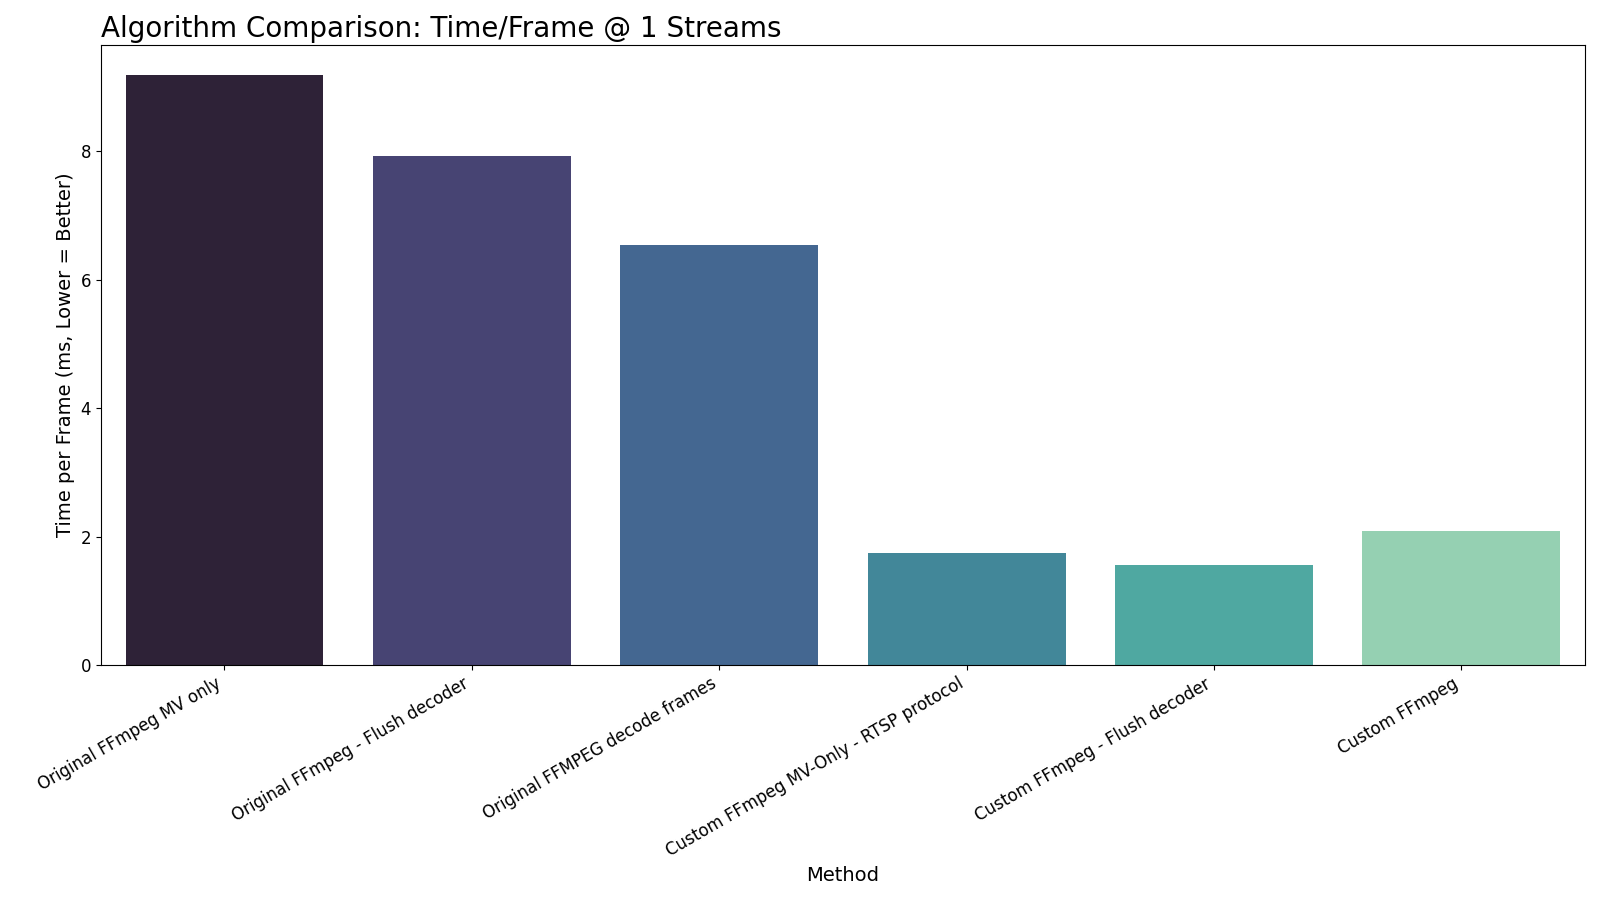 Algorithm Comparison: Time/Frame @ 1 Streams
Time per Frame (ms, Lower = Better)
8
6
4
2
0
Original FFmpeg MV only
Original FFmpeg - Flush decoder
Original FFMPEG decode frames
Custom FFmpeg MV-Only - RTSP protocol
Custom FFmpeg - Flush decoder
Custom FFmpeg
Method